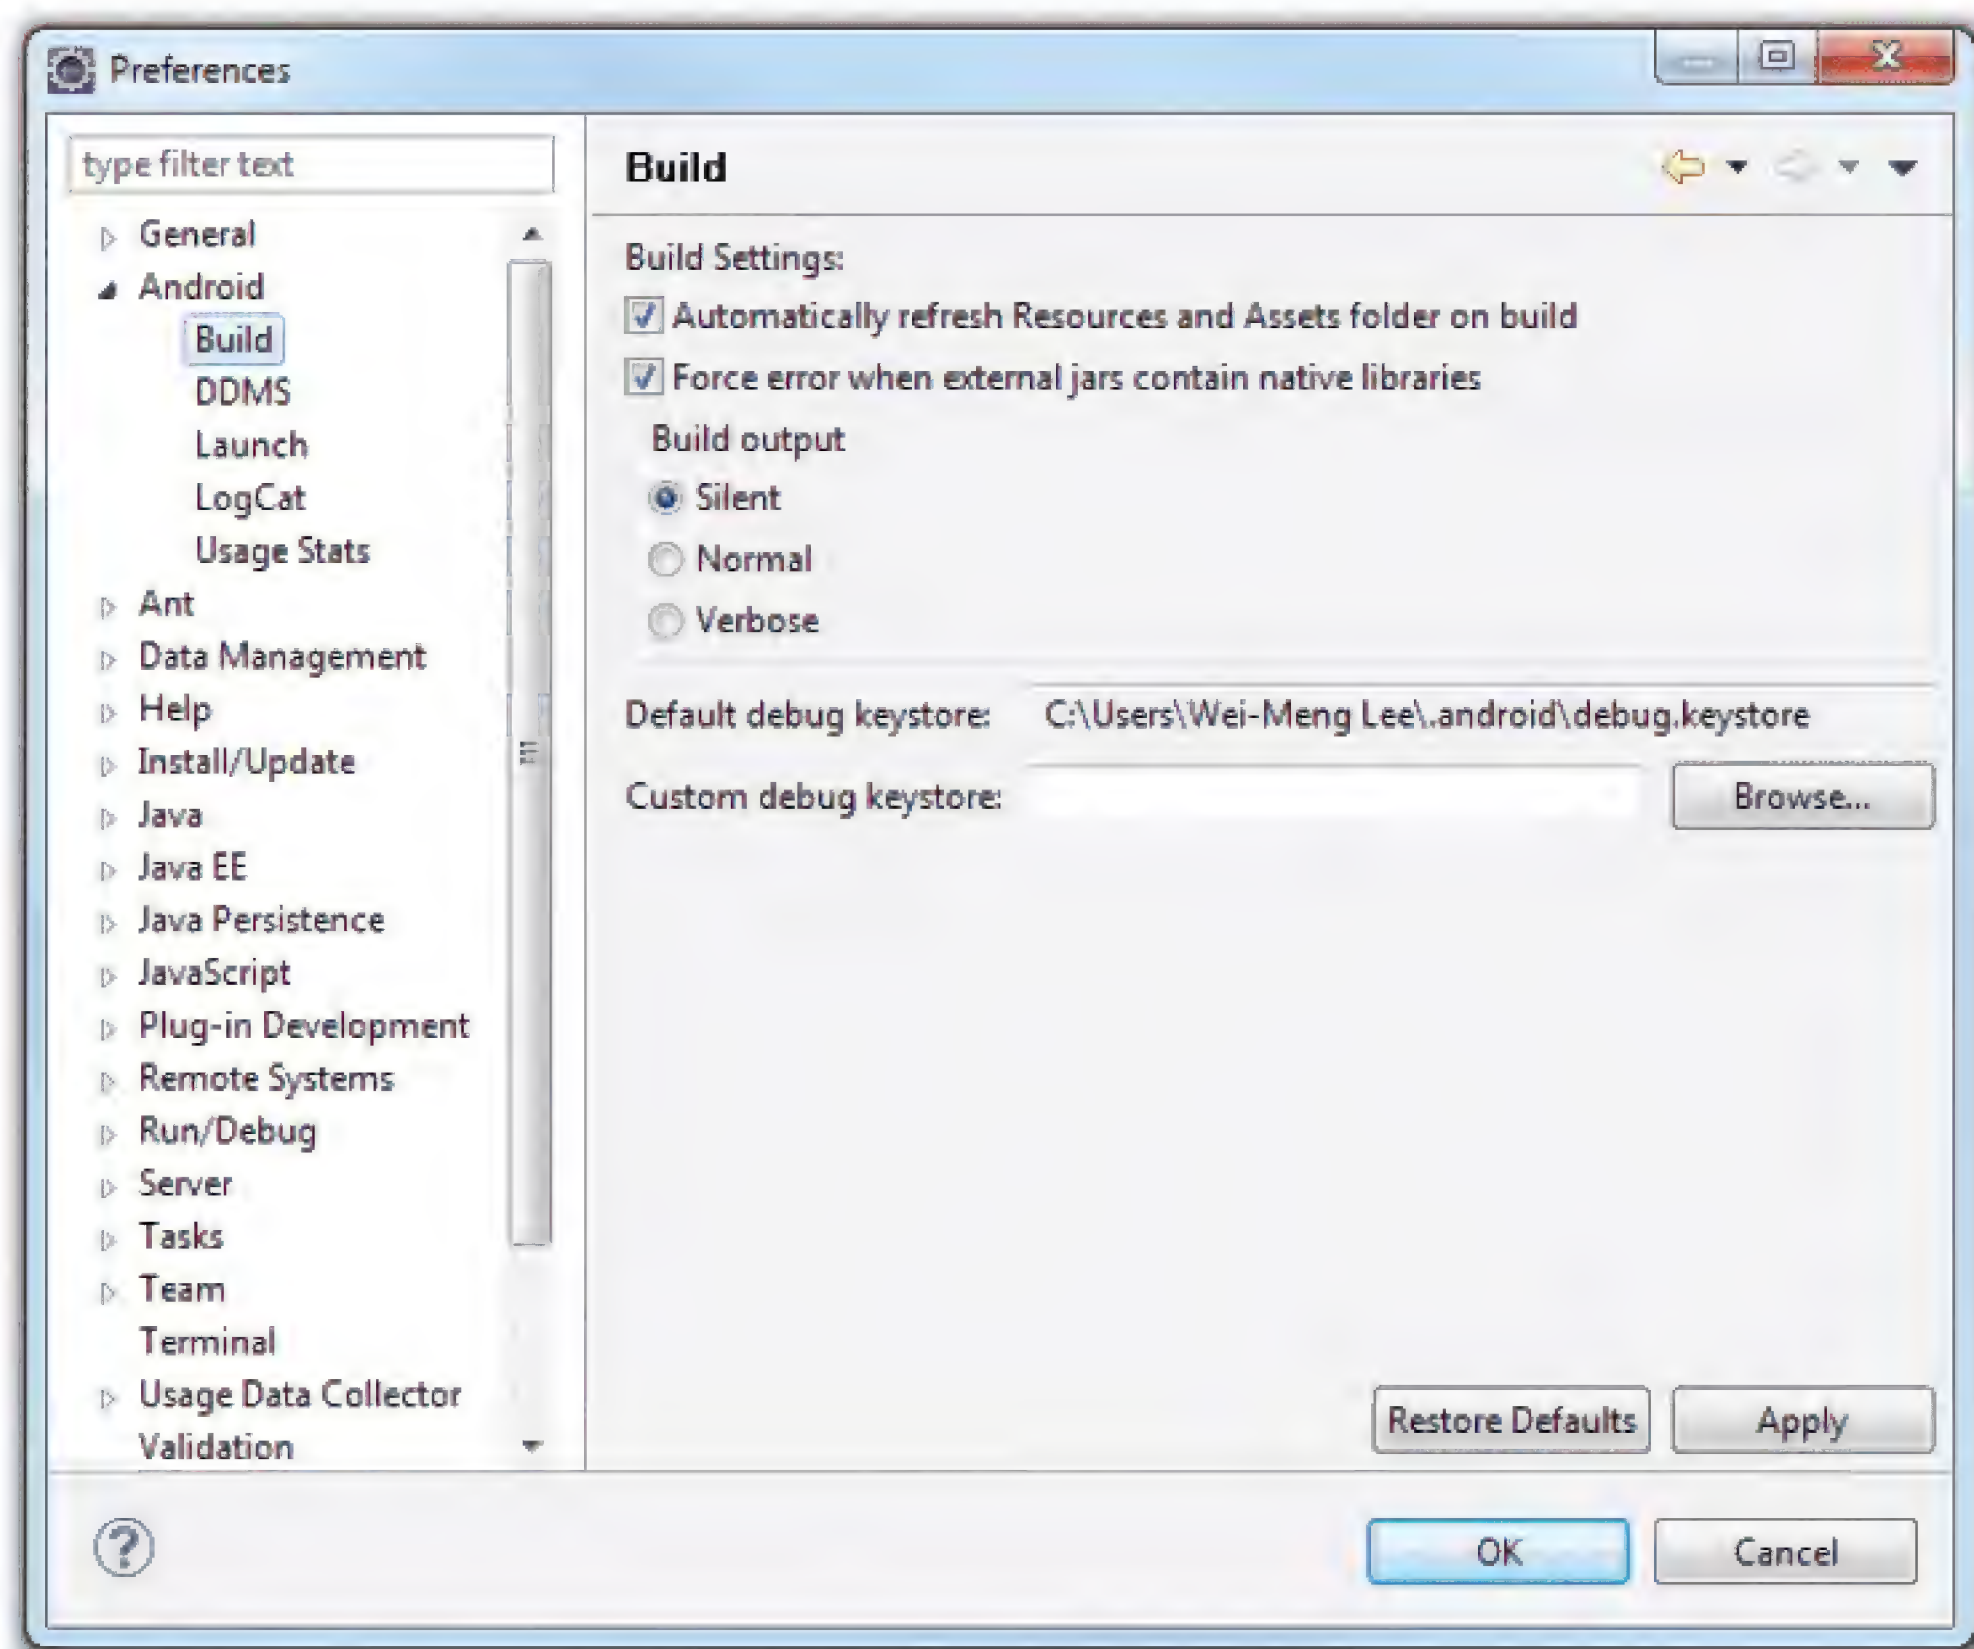 Preferences
type filter text
General
Android
Build
DDMS
Launch
LogCat
Usage Stats
Ant
Data Management
Help
Install/Update
Java
Java EE
Java Persistence
JavaScript
Plug-in Development
Remote Systems
Run/Debug
Server
Tasks
Team
Terminal
Usage Data Collector
Validation
Build
Build Settings:
Automatically refresh Resources and Assets folder on build
Force error when external jars contain native libraries
Build output
Silent
Normal
Verbose
Default debug keystore: C:\Users\Wei-Meng Lee\.android\debug.keystore
Custom debug keystore: Browse...
Restore Defaults Apply
OK Cancel